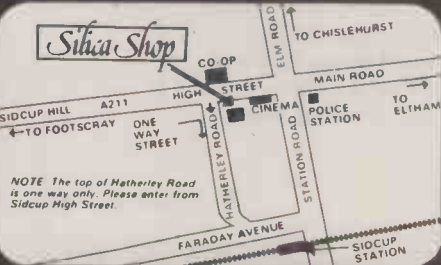 Silica Shop
CO-OP
ELM ROAD
TO CHISLEHURST
HIGH STREET
MAIN ROAD
SIDCUP HILL A211
CINEMA
POLICE STATION
TO ELTHAM
TO FOOTSCRAY
ONE WAY STREET
HATHERLEY ROAD
STATION ROAD
NOTE The top of Hatherley Road
is one way only. Please enter from
Sidcup High Street.
FARADAY AVENUE
SIDCUP STATION